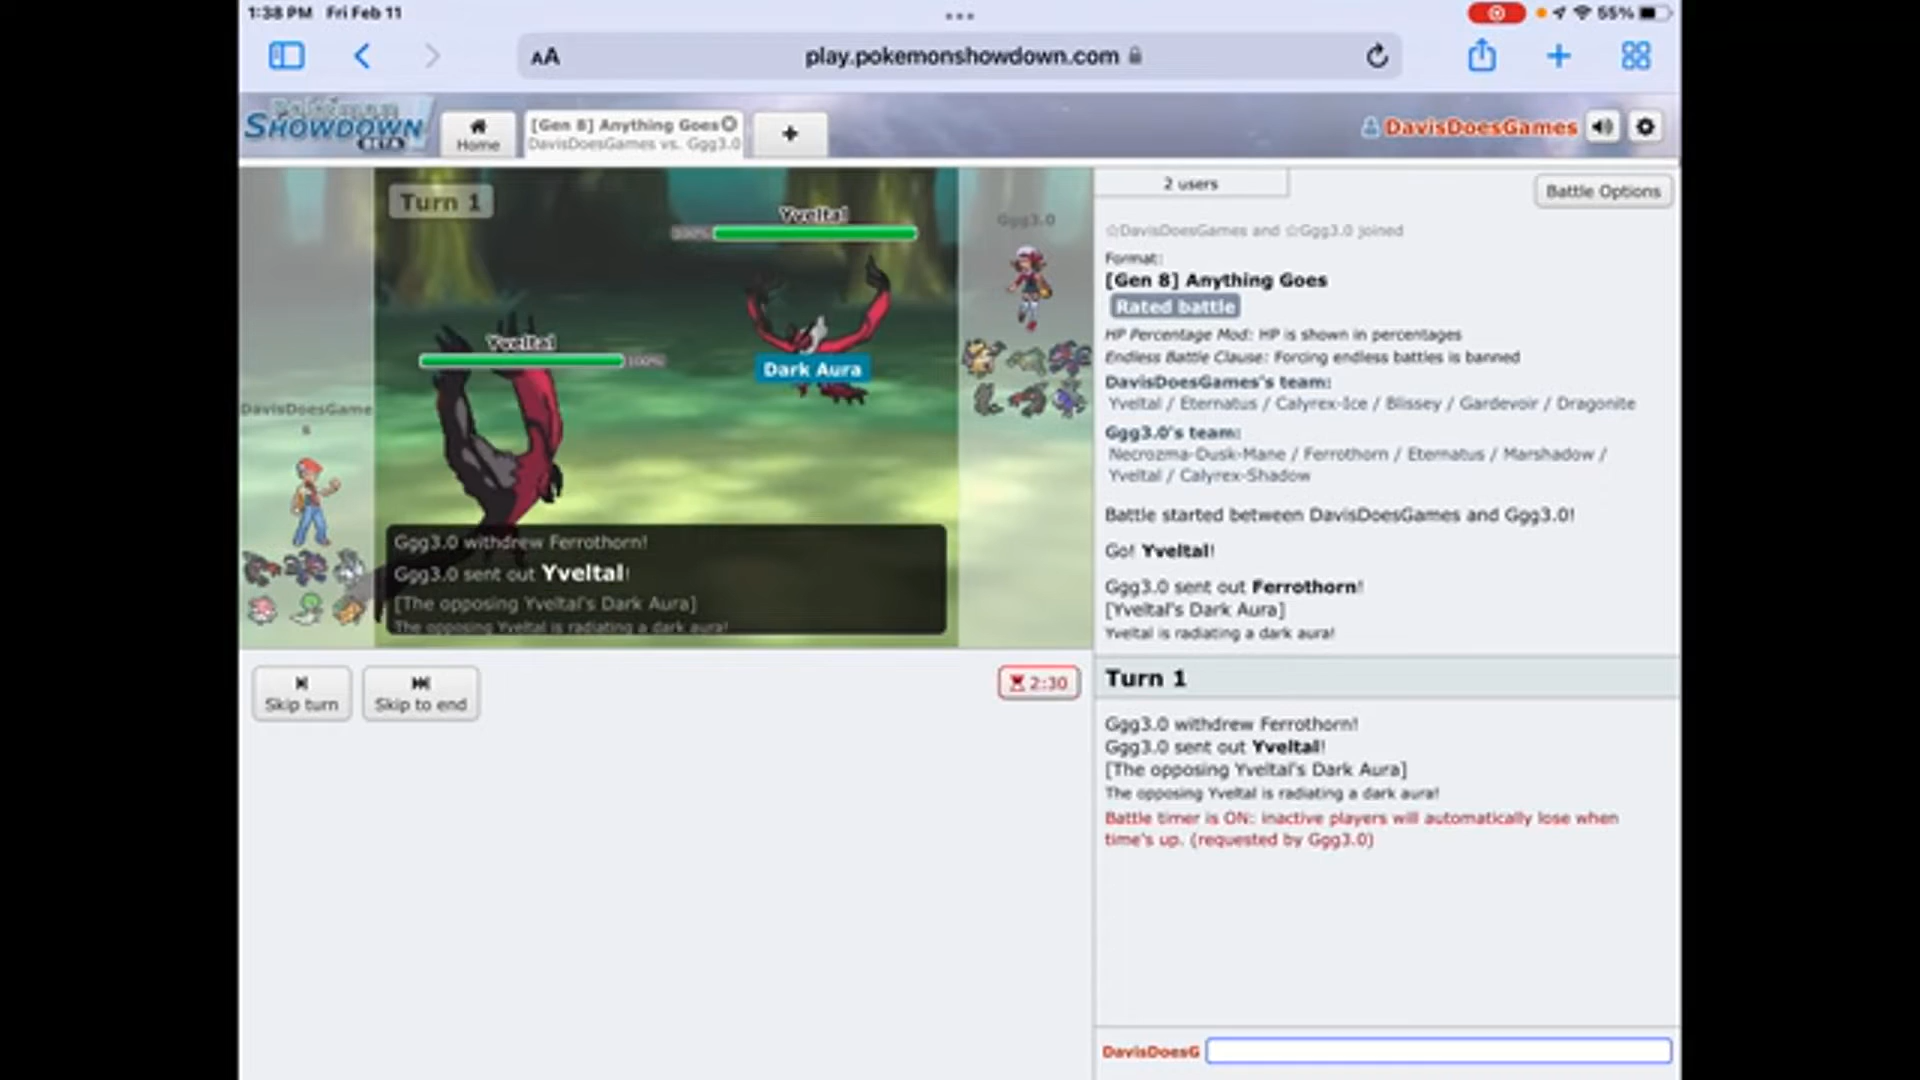 1:38 PM Fri Feb 11
55%
AA
play.pokemonshowdown.com
Pokémon
SHOWDOWN
BETA
Home
[Gen 8] Anything Goes
DavisDoesGames vs. Ggg3.0
DavisDoesGames
Turn 1
Yveltal
100%
Dark Aura
Yveltal
100%
Ggg3.0
DavisDoesGame
s
Ggg3.0 withdrew Ferrothorn!
Ggg3.0 sent out Yveltal!
[The opposing Yveltal's Dark Aura]
The opposing Yveltal is radiating a dark aura!
Skip turn
Skip to end
2:30
2 users
Battle Options
☆DavisDoesGames and ☆Ggg3.0 joined
Format:
[Gen 8] Anything Goes
Rated battle
HP Percentage Mod: HP is shown in percentages
Endless Battle Clause: Forcing endless battles is banned
DavisDoesGames's team:
Yveltal / Eternatus / Calyrex-Ice / Blissey / Gardevoir / Dragonite
Ggg3.0's team:
Necrozma-Dusk-Mane / Ferrothorn / Eternatus / Marshadow /
Yveltal / Calyrex-Shadow
Battle started between DavisDoesGames and Ggg3.0!
Go! Yveltal!
Ggg3.0 sent out Ferrothorn!
[Yveltal's Dark Aura]
Yveltal is radiating a dark aura!
Turn 1
Ggg3.0 withdrew Ferrothorn!
Ggg3.0 sent out Yveltal!
[The opposing Yveltal's Dark Aura]
The opposing Yveltal is radiating a dark aura!
Battle timer is ON: inactive players will automatically lose when
time's up. (requested by Ggg3.0)
DavisDoesG